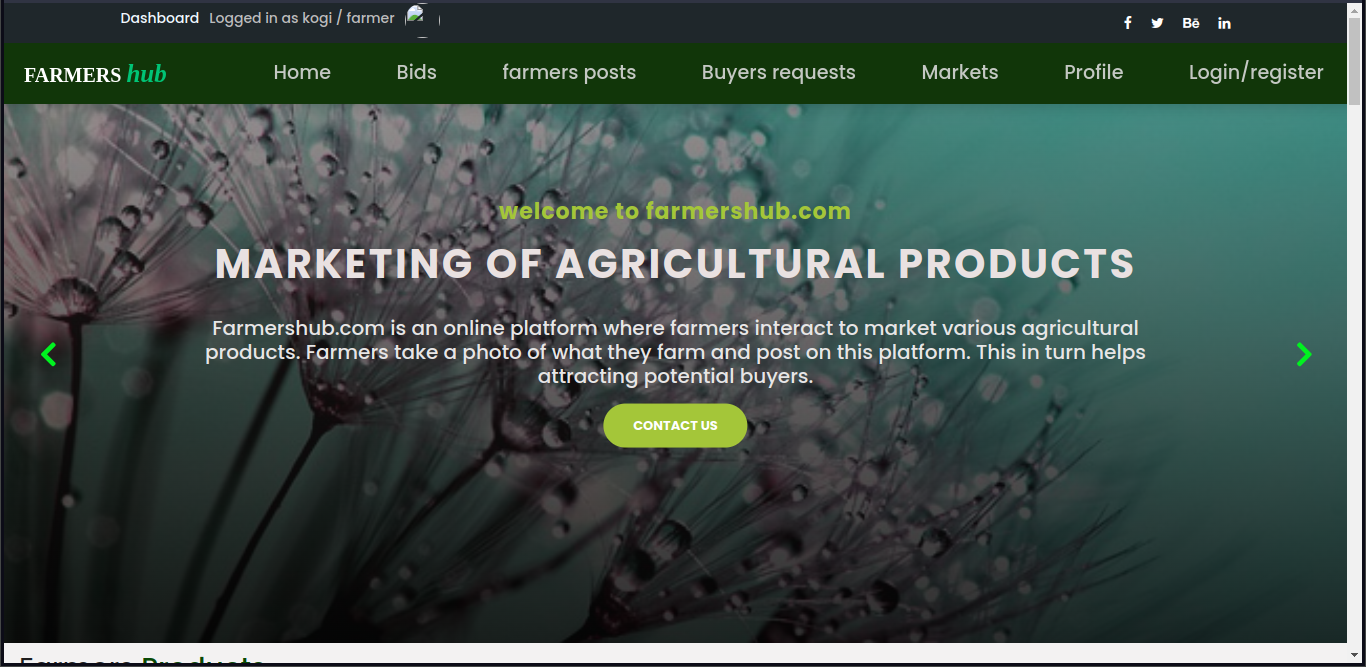 Dashboard Logged in as kogi / farmer
Bē
in
FARMERS hub
Home
Bids
farmers posts
Buyers requests
Markets
Profile
Login/register
welcome to farmershub.com
MARKETING OF AGRICULTURAL PRODUCTS
Farmershub.com is an online platform where farmers interact to market various agricultural
products. Farmers take a photo of what they farm and post on this platform. This in turn helps
attracting potential buyers.
CONTACT US
Farmers Products